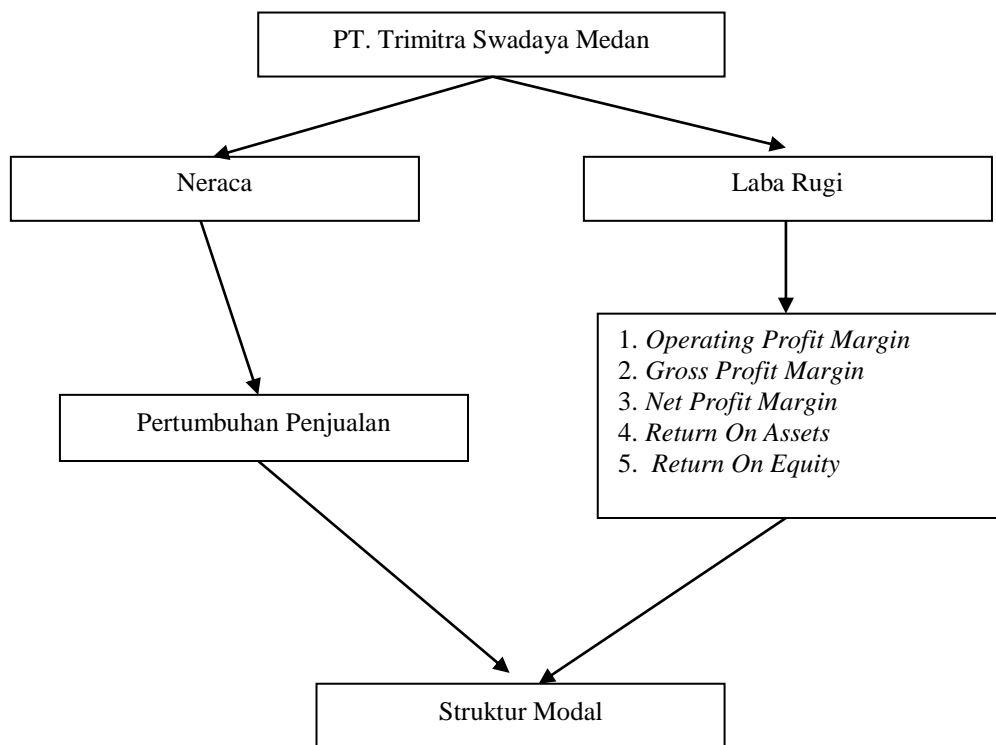 PT. Trimitra Swadaya Medan
Neraca
Laba Rugi
1. Operating Profit Margin
2. Gross Profit Margin
3. Net Profit Margin
4. Return On Assets
5. Return On Equity
Pertumbuhan Penjualan
Struktur Modal